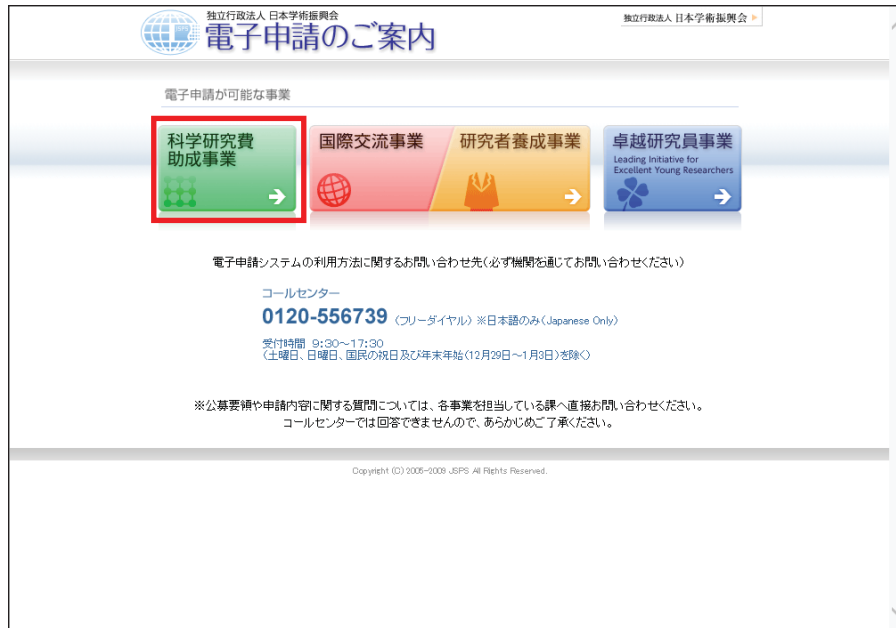 独立行政法人 日本学術振興会
電子申請のご案内
独立行政法人 日本学術振興会
電子申請が可能な事業
科学研究費
助成事業
国際交流事業
研究者養成事業
卓越研究員事業
Leading Initiative for
Excellent Young Researchers
電子申請システムの利用方法に関するお問い合わせ先(必ず機関を通じてお問い合わせください)
コールセンター
0120-556739 (フリーダイヤル) ※日本語のみ(Japanese Only)
受付時間 9:30～17:30
(土曜日、日曜日、国民の祝日及び年末年始(12月29日～1月3日)を除く)
※公募要領や申請内容に関する質問については、各事業を担当している課へ直接お問い合わせください。
コールセンターでは回答できませんので、あらかじめご了承ください。
Copyright (C) 2005-2009 JSPS All Rights Reserved.